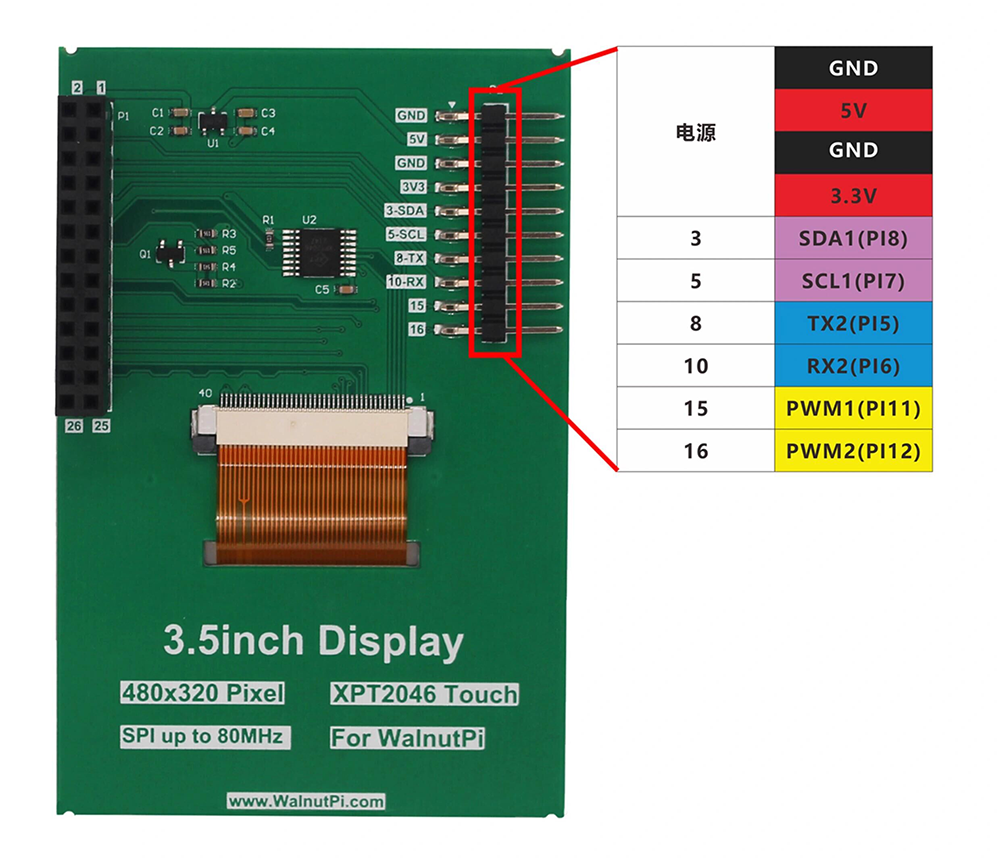 2 1
P1
C1
C2
U1
C3
C4
GND
5V
GND
3V3
3-SDA
5-SCL
8-TX
10-RX
15
16
R1
U2
Q1
R3
R5
R4
R2
C5
26 25
40
1
3.5inch Display
480x320 Pixel
XPT2046 Touch
SPI up to 80MHz
For WalnutPi
www.WalnutPi.com
电源
GND
5V
GND
3.3V
3 SDA1(PI8)
5 SCL1(PI7)
8 TX2(PI5)
10 RX2(PI6)
15 PWM1(PI11)
16 PWM2(PI12)